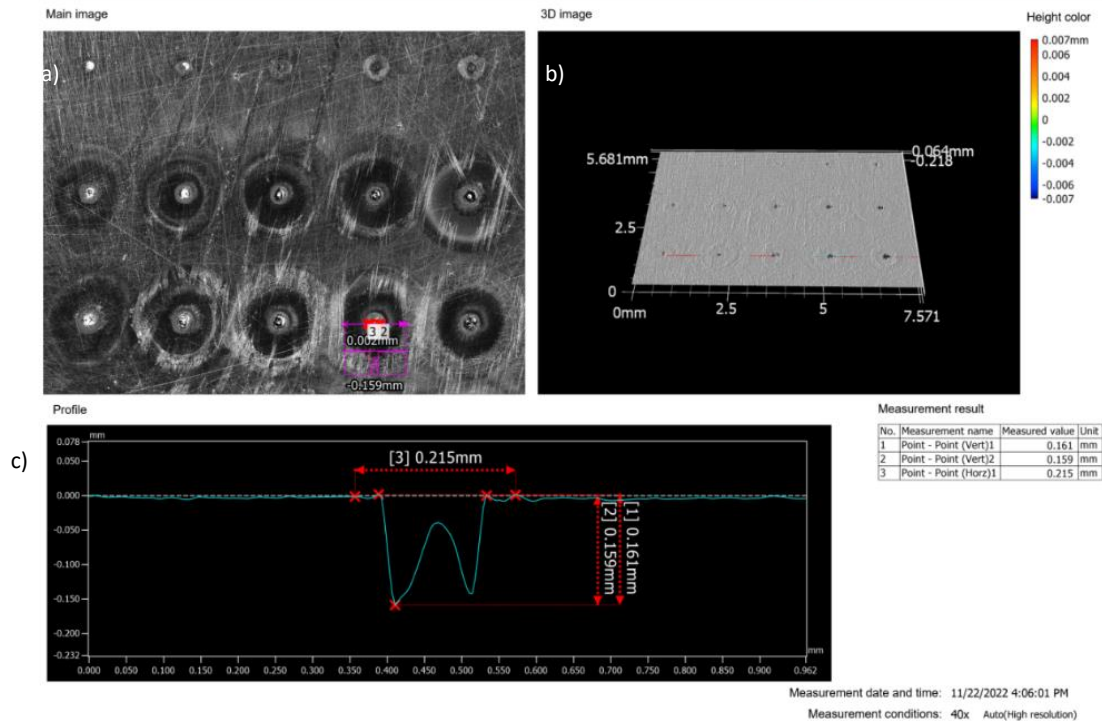 Main image
3D image
Height color
a)
b)
0.007mm
0.006
0.004
0.002
0
-0.002
-0.004
-0.006
-0.007
0.064mm
-0.218
5.681mm
2.5
0
0mm
2.5
5
7.571
3 2
0.002mm
-0.159mm
Profile
Measurement result
No. Measurement name Measured value Unit
1 Point - Point (Vert)1 0.161 mm
2 Point - Point (Vert)2 0.159 mm
3 Point - Point (Horz)1 0.215 mm
c)
mm
0.078
0.050
0.000
-0.050
-0.100
-0.150
-0.200
-0.232
[3] 0.215mm
[2] 0.159mm
[1] 0.161mm
mm
0.000 0.050 0.100 0.150 0.200 0.250 0.300 0.350 0.400 0.450 0.500 0.550 0.600 0.650 0.700 0.750 0.800 0.850 0.900 0.962
Measurement date and time: 11/22/2022 4:06:01 PM
Measurement conditions: 40x Auto(High resolution)